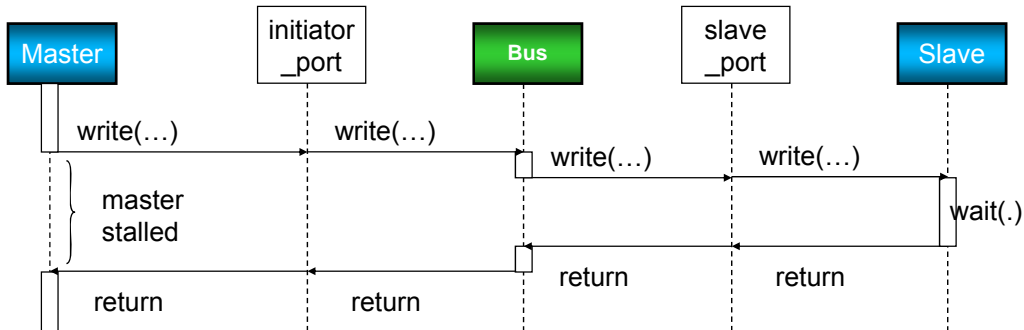 Master
initiator
_port
Bus
slave
_port
Slave
write(…)
write(…)
write(…)
write(…)
master
stalled
wait(.)
return
return
return
return